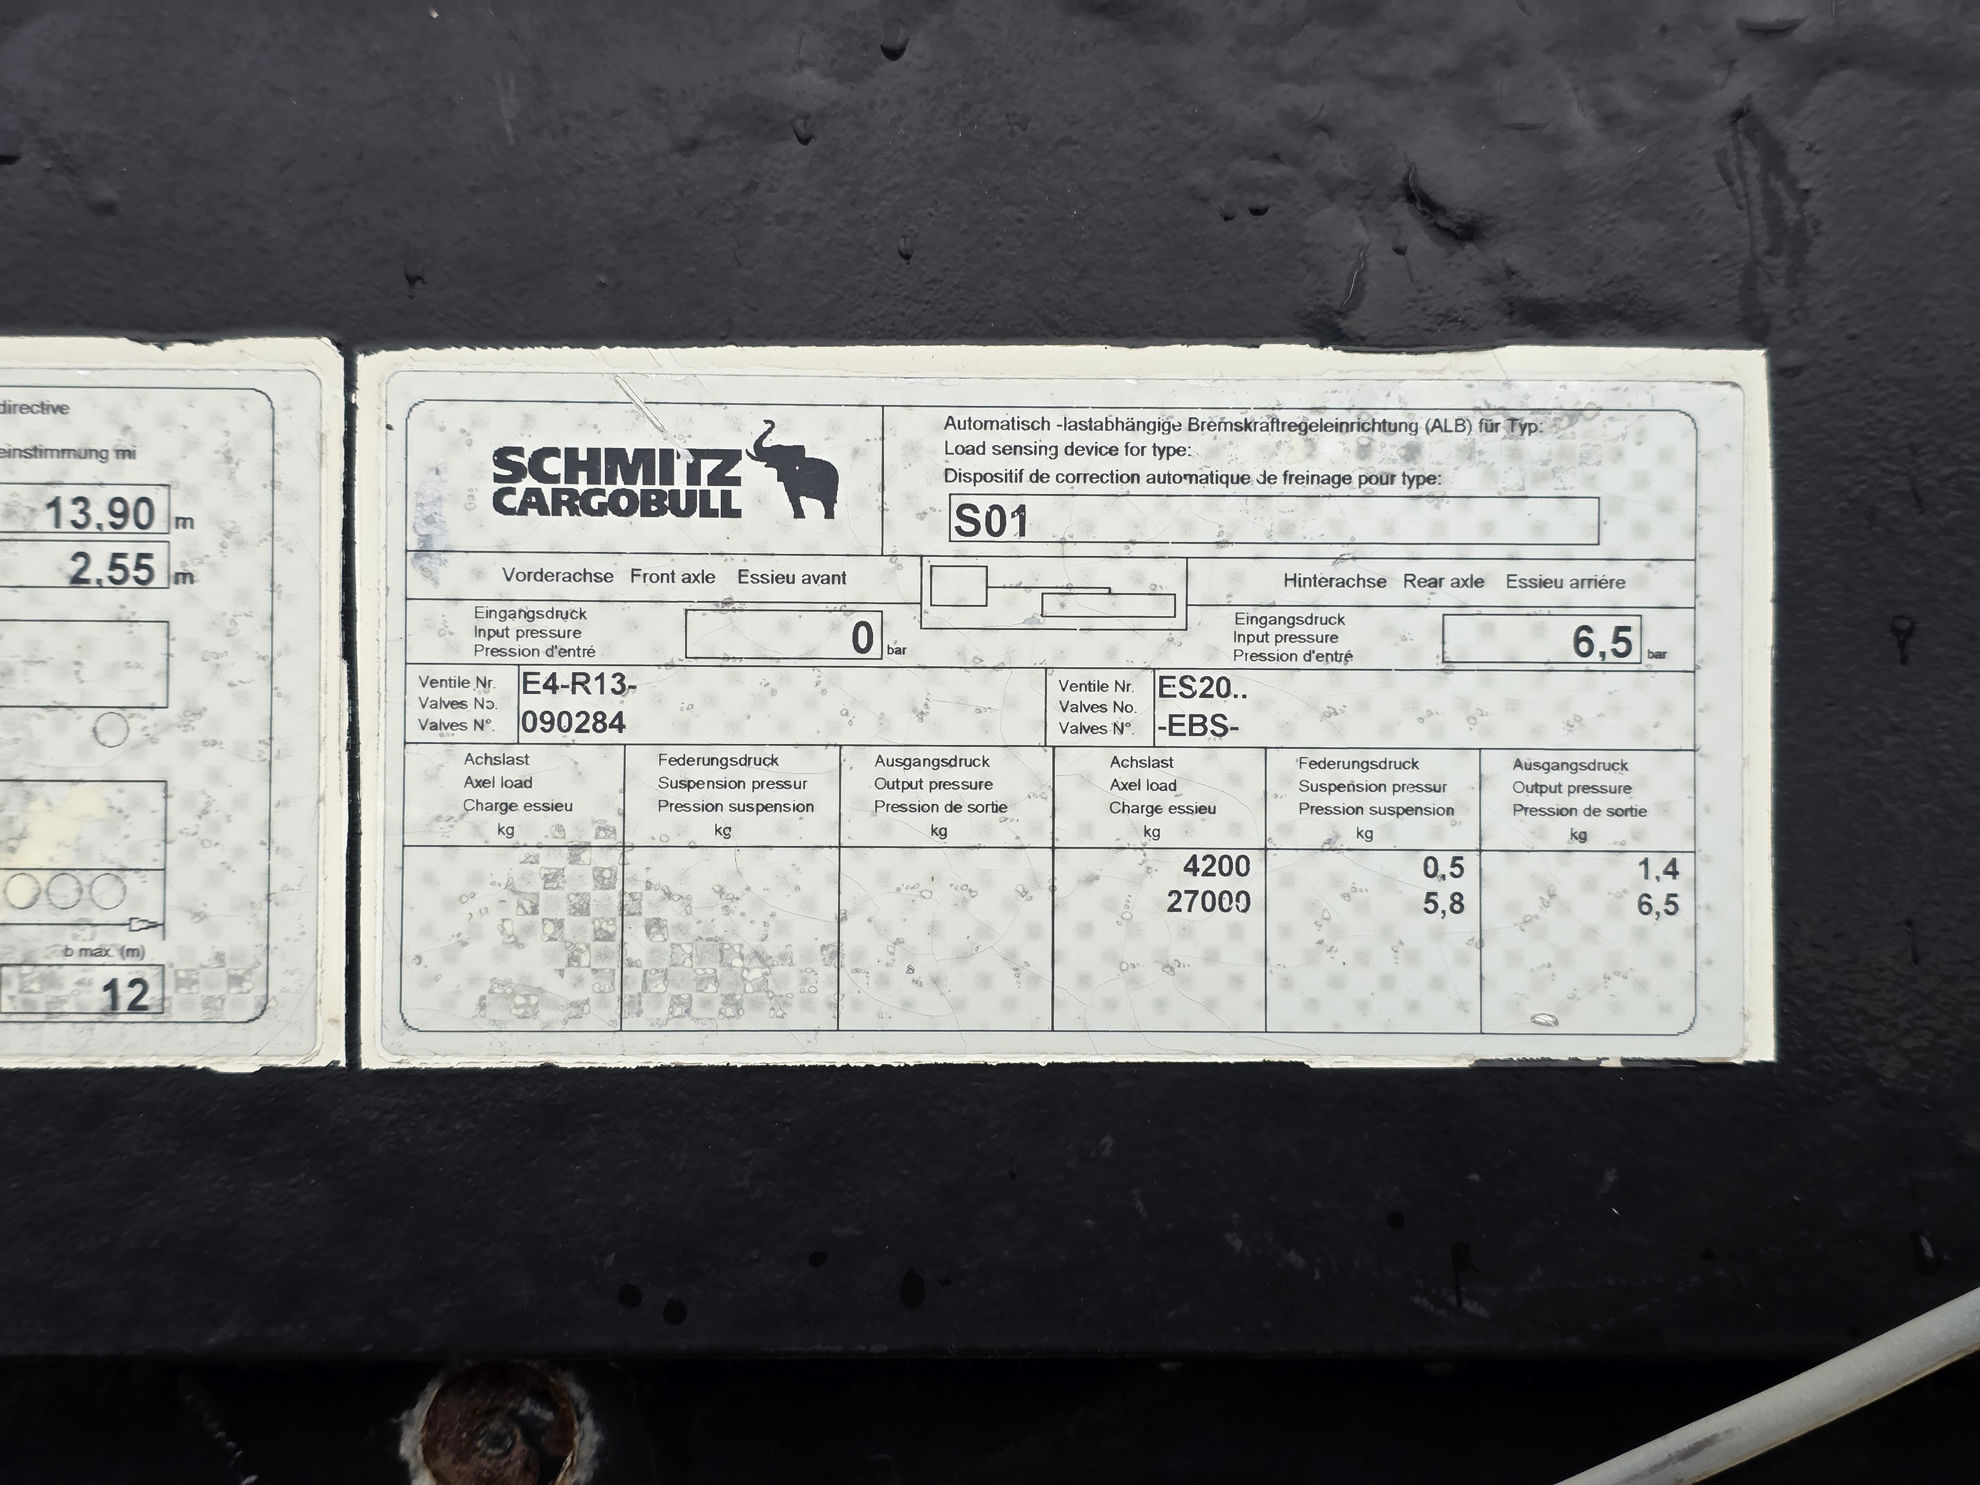 directive
einstimmung mi
13,90 m
2,55 m
b max. (m)
12
SCHMITZ
CARGOBULL
Automatisch -lastabhängige Bremskraftregeleinrichtung (ALB) für Typ:
Load sensing device for type:
Dispositif de correction automatique de freinage pour type:
S01
Vorderachse Front axle Essieu avant
Hinterachse Rear axle Essieu arriére
Eingangsdruck
Input pressure
Pression d'entré
0 bar
Eingangsdruck
Input pressure
Pression d'entré
6,5 bar
Ventile Nr.
Valves No.
Valves N°.
E4-R13-
090284
Ventile Nr.
Valves No.
Valves N°.
ES20..
-EBS-
Achslast
Axel load
Charge essieu
kg
Federungsdruck
Suspension pressur
Pression suspension
kg
Ausgangsdruck
Output pressure
Pression de sortie
kg
Achslast
Axel load
Charge essieu
kg
Federungsdruck
Suspension pressur
Pression suspension
kg
Ausgangsdruck
Output pressure
Pression de sortie
kg
4200 0,5 1,4
27000 5,8 6,5